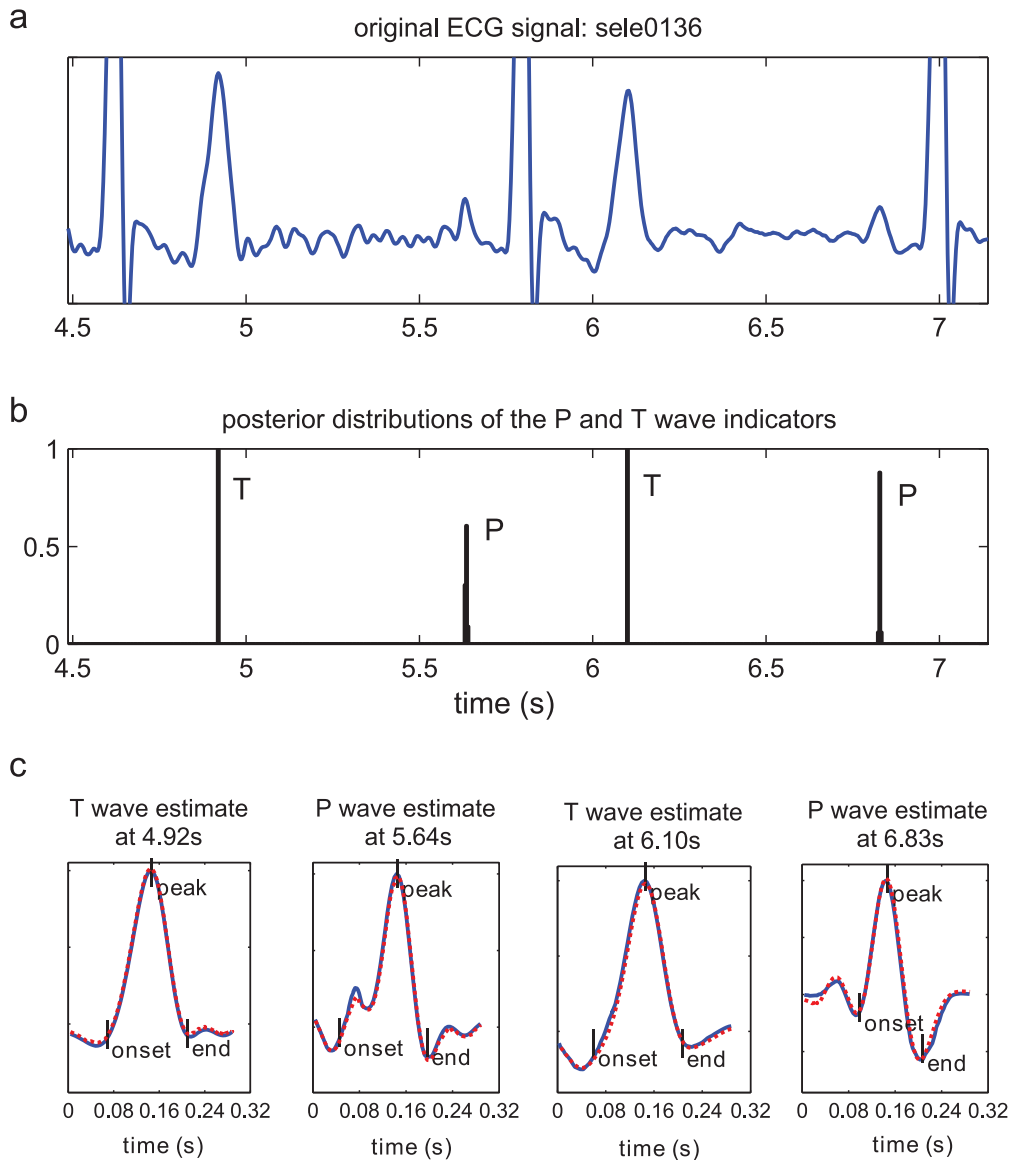 a
original ECG signal: sele0136
4.5 5 5.5 6 6.5 7
b
posterior distributions of the P and T wave indicators
1
0.5
0
T
P
T
P
4.5 5 5.5 6 6.5 7
time (s)
c
T wave estimate
at 4.92s
peak
onset
end
0 0.08 0.16 0.24 0.32
time (s)
P wave estimate
at 5.64s
peak
onset
end
0 0.08 0.16 0.24 0.32
time (s)
T wave estimate
at 6.10s
peak
onset
end
0 0.08 0.16 0.24 0.32
time (s)
P wave estimate
at 6.83s
peak
onset
end
0 0.08 0.16 0.24 0.32
time (s)